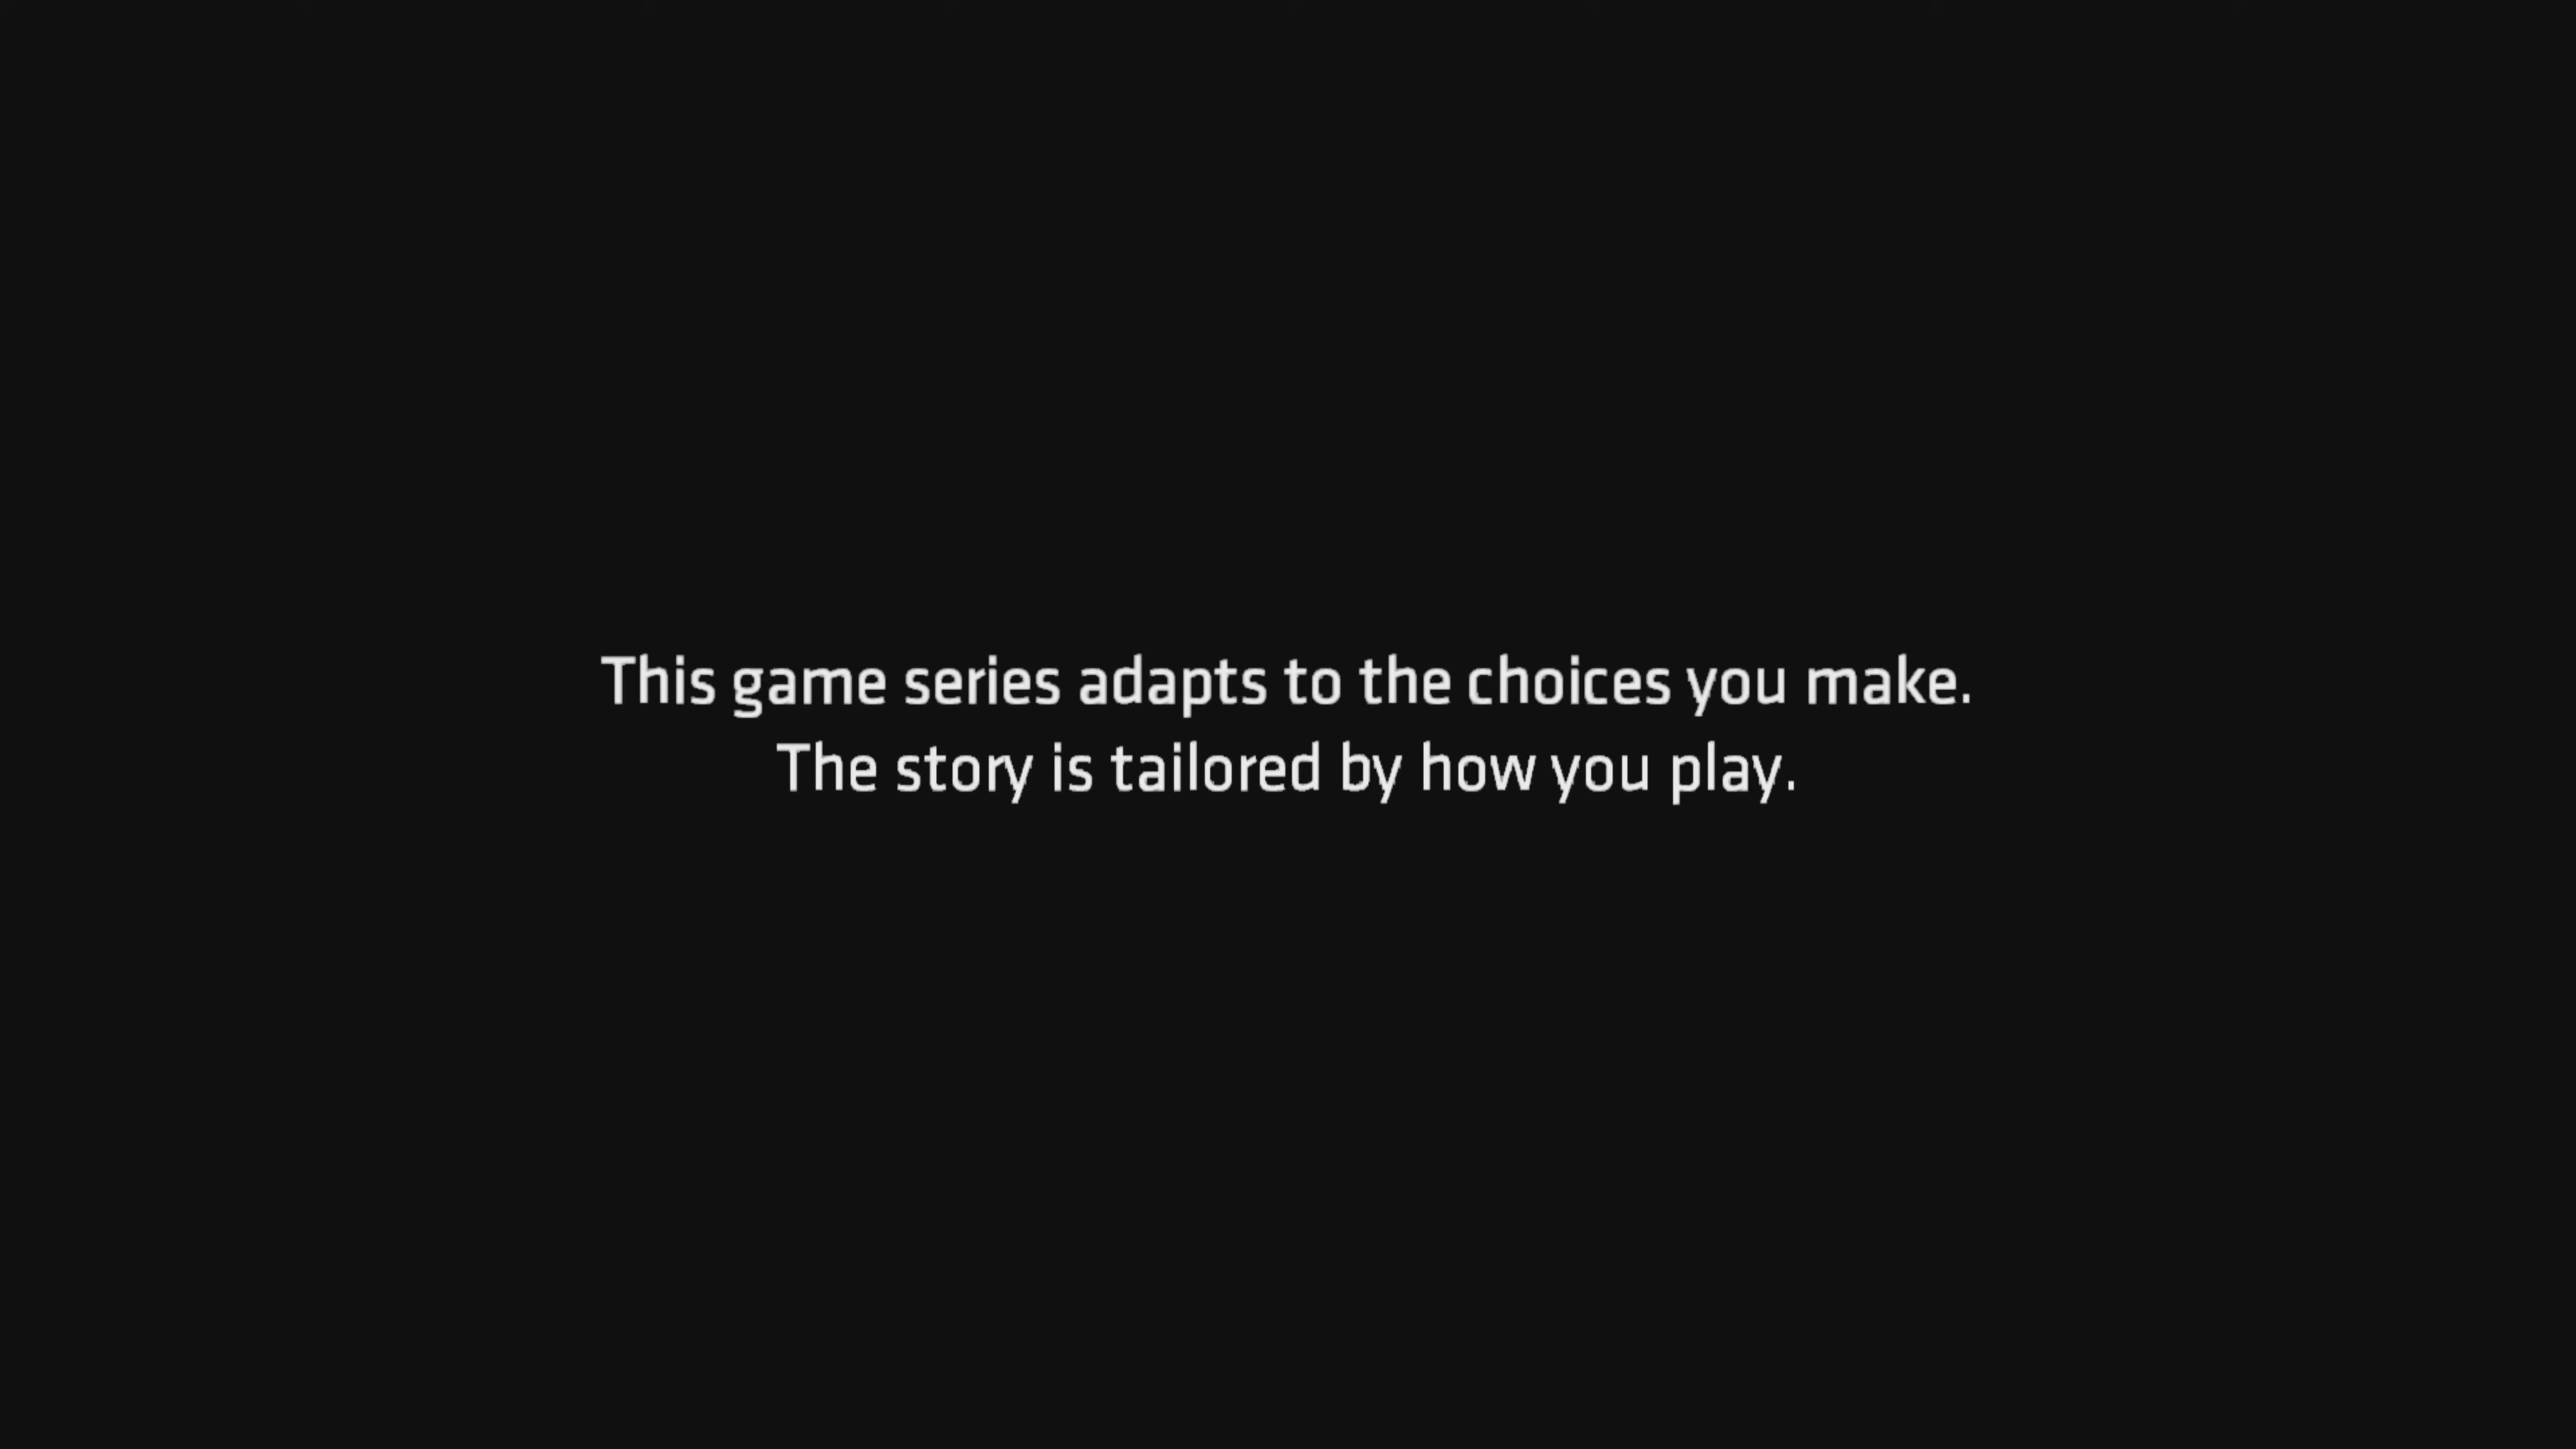 This game series adapts to the choices you make.
The story is tailored by how you play.